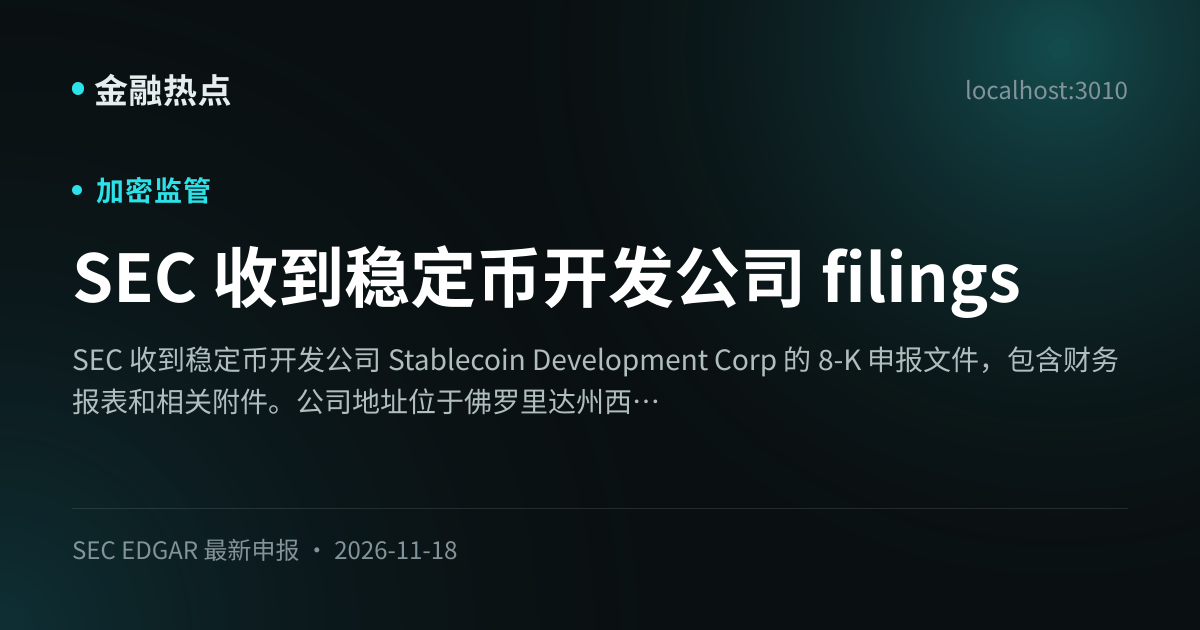 金融热点
localhost:3010
加密监管
SEC 收到稳定币开发公司 filings
SEC 收到稳定币开发公司 Stablecoin Development Corp 的 8-K 申报文件，包含财务
报表和相关附件。公司地址位于佛罗里达州西…
SEC EDGAR 最新申报 · 2026-11-18